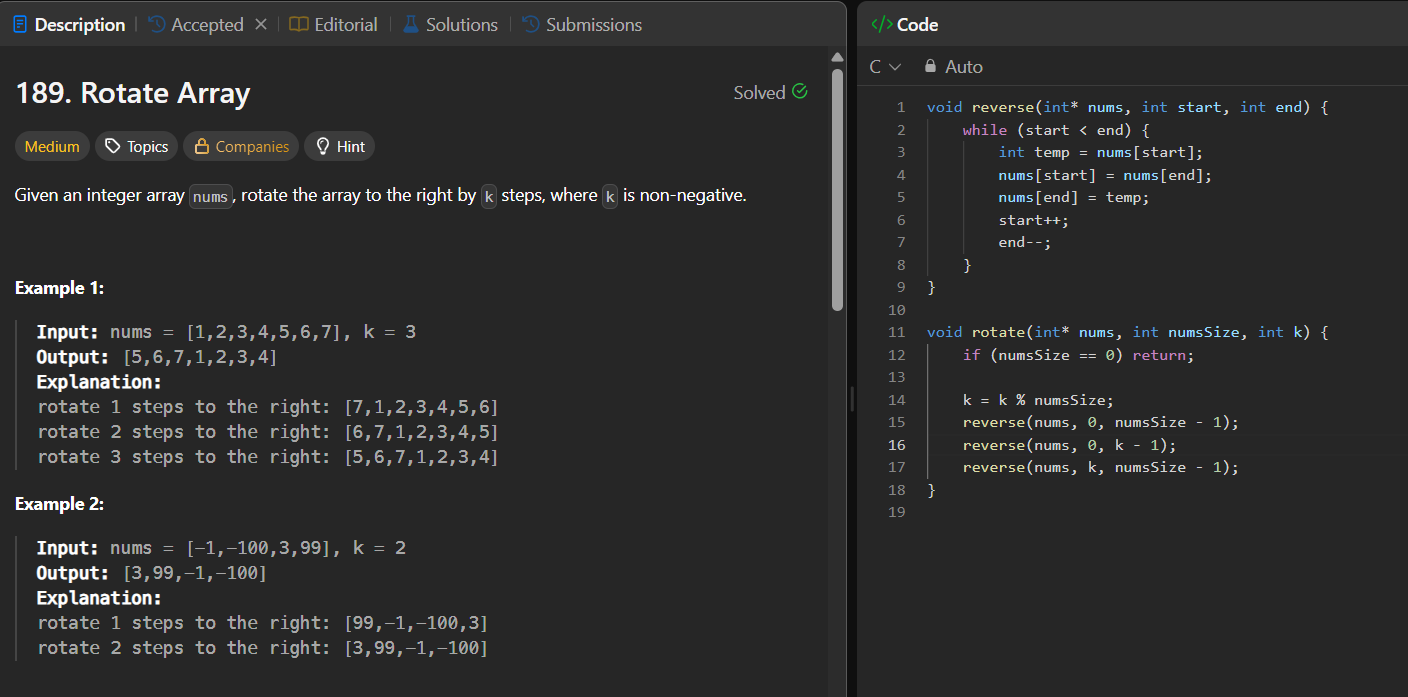 Description Accepted Editorial Solutions Submissions
189. Rotate Array
Solved
Medium Topics Companies Hint
Given an integer array nums, rotate the array to the right by k steps, where k is non-negative.
Example 1:
Input: nums = [1,2,3,4,5,6,7], k = 3
Output: [5,6,7,1,2,3,4]
Explanation:
rotate 1 steps to the right: [7,1,2,3,4,5,6]
rotate 2 steps to the right: [6,7,1,2,3,4,5]
rotate 3 steps to the right: [5,6,7,1,2,3,4]
Example 2:
Input: nums = [-1,-100,3,99], k = 2
Output: [3,99,-1,-100]
Explanation:
rotate 1 steps to the right: [99,-1,-100,3]
rotate 2 steps to the right: [3,99,-1,-100]
</> Code
C Auto
1 void reverse(int* nums, int start, int end) {
2     while (start < end) {
3         int temp = nums[start];
4         nums[start] = nums[end];
5         nums[end] = temp;
6         start++;
7         end--;
8     }
9 }
10
11 void rotate(int* nums, int numsSize, int k) {
12     if (numsSize == 0) return;
13
14     k = k % numsSize;
15     reverse(nums, 0, numsSize - 1);
16     reverse(nums, 0, k - 1);
17     reverse(nums, k, numsSize - 1);
18 }
19